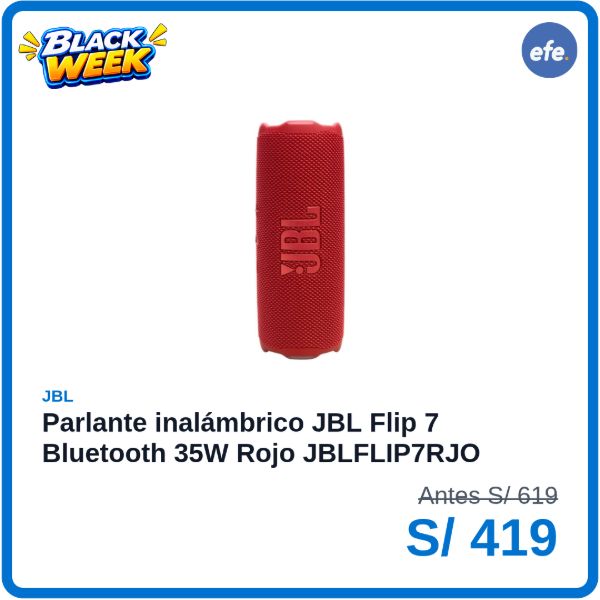 BLACK
WEEK
efe.
JBL
JBL
Parlante inalámbrico JBL Flip 7
Bluetooth 35W Rojo JBLFLIP7RJO
Antes S/ 619
S/ 419